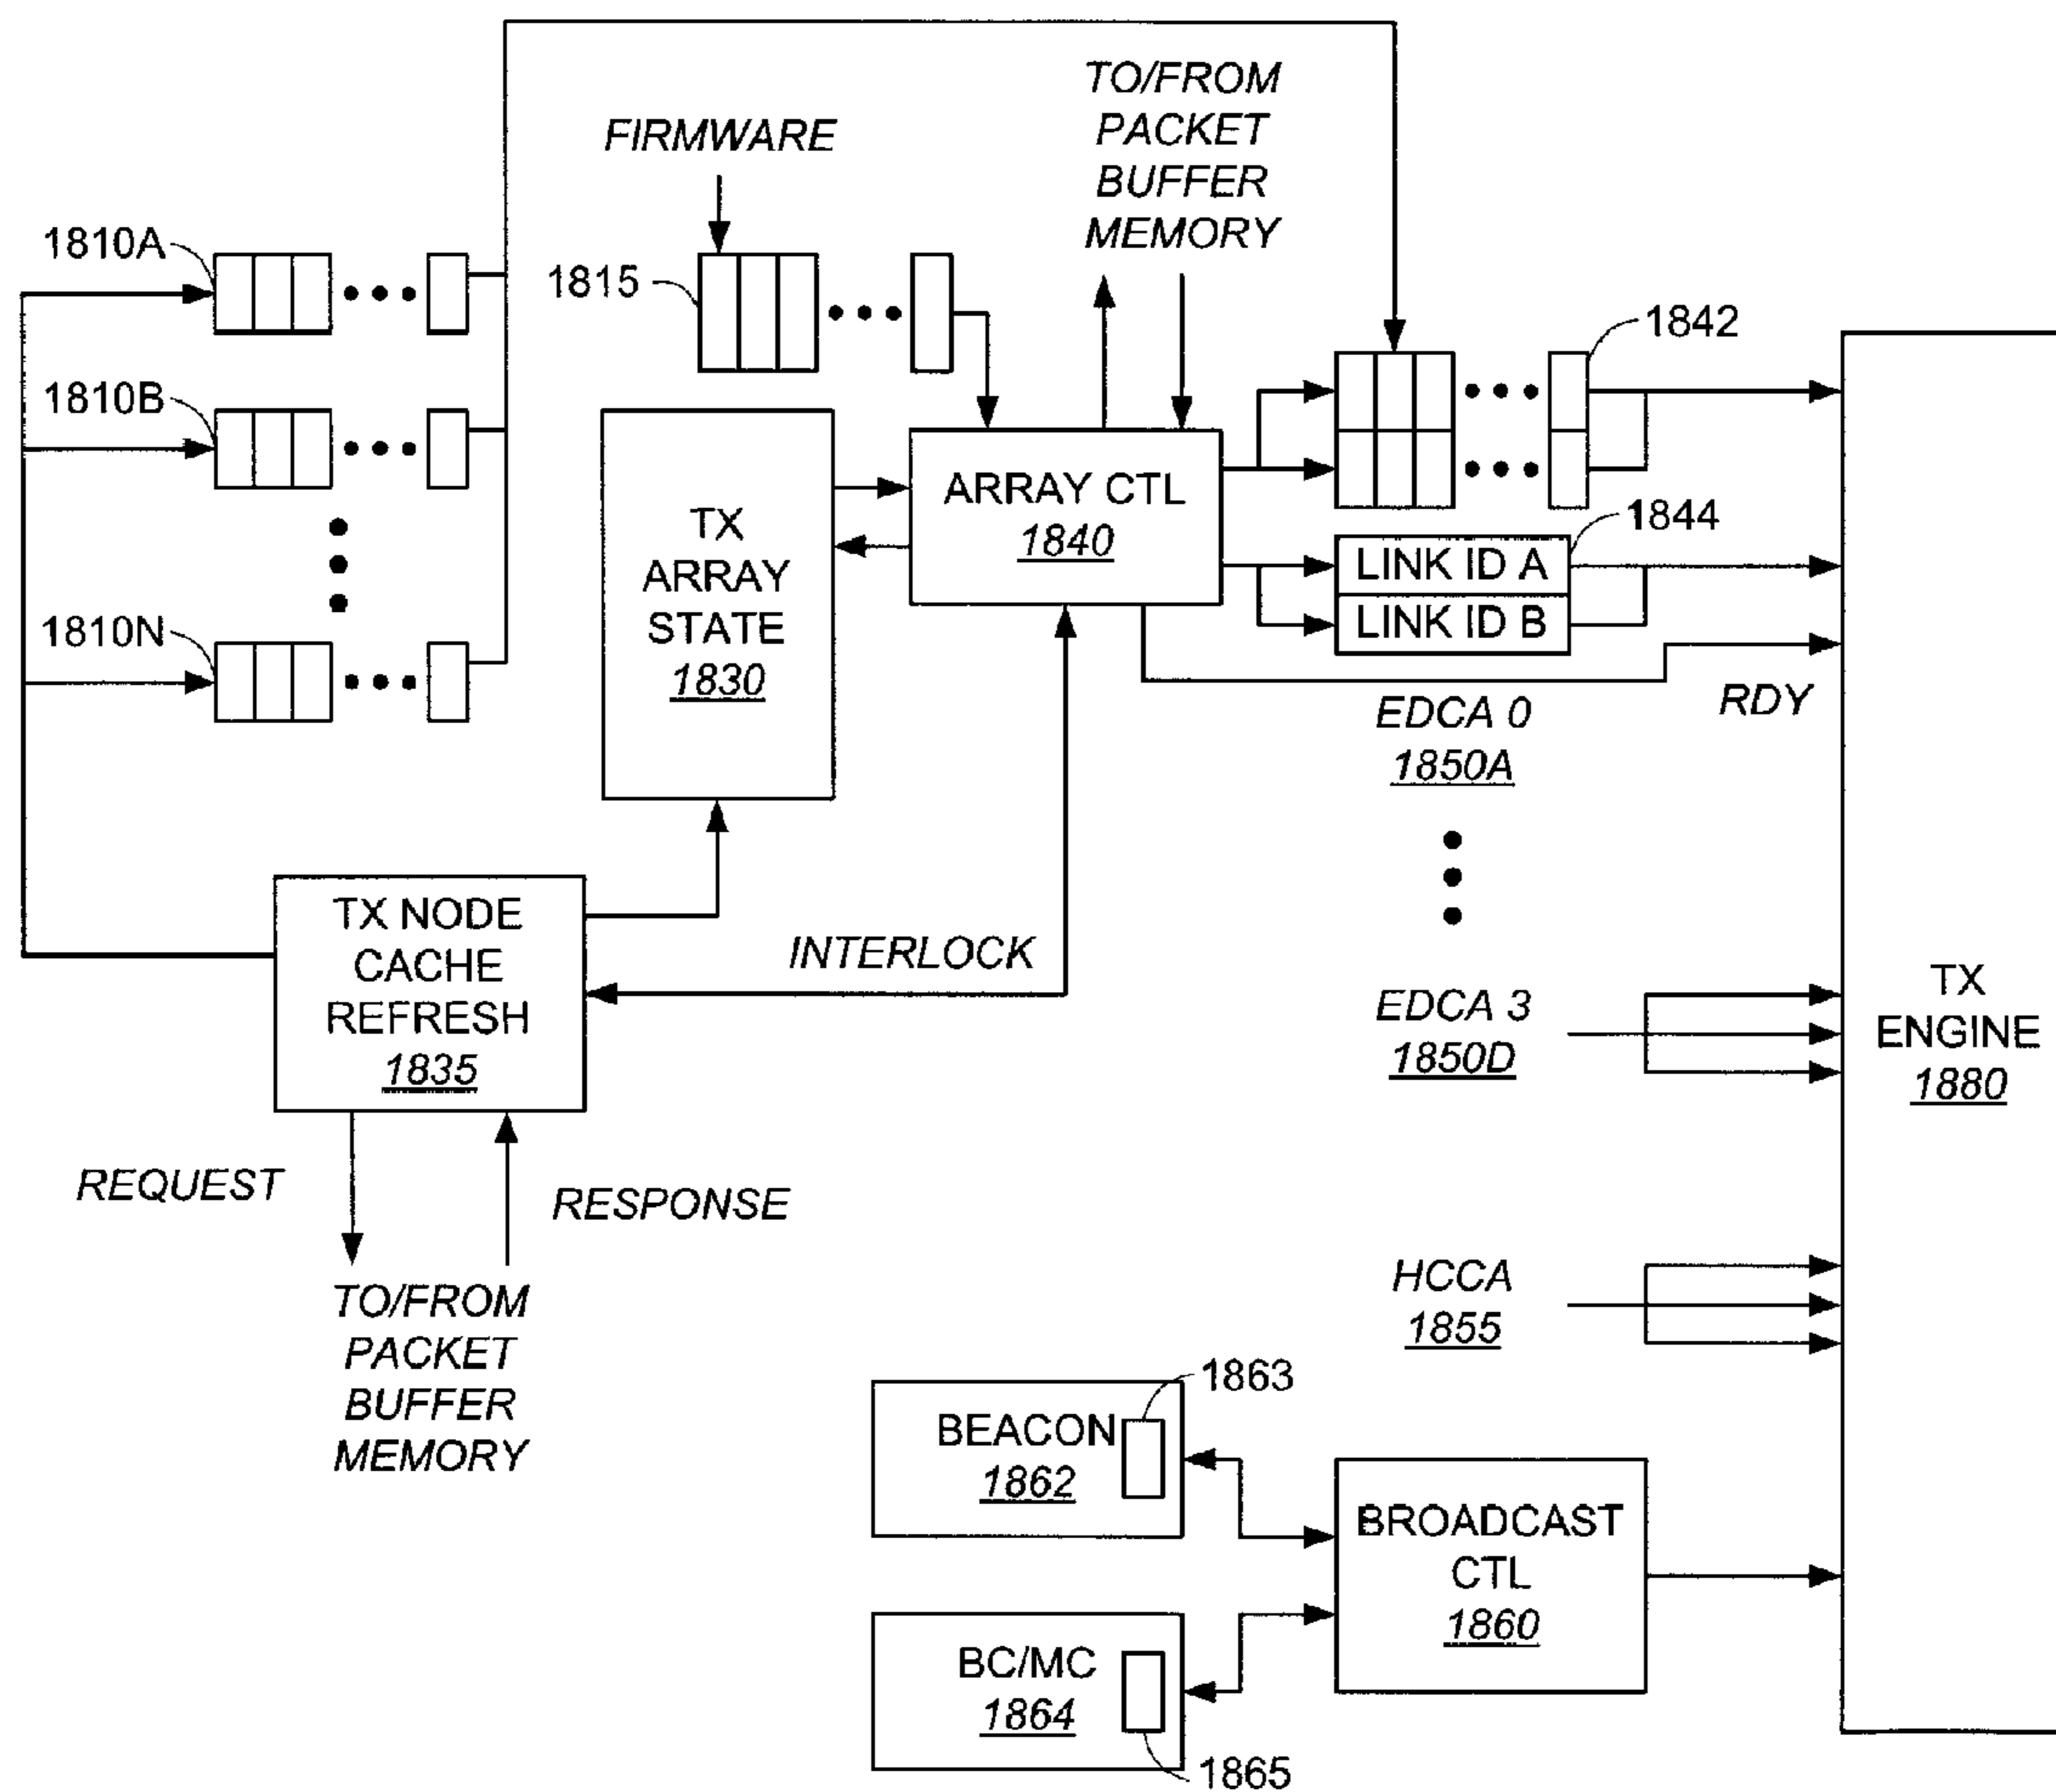 TO/FROM
PACKET
BUFFER
MEMORY
FIRMWARE
1810A
1815
1842
1810B
ARRAY CTL
1840
TX
ARRAY
STATE
1830
1844
LINK ID A
LINK ID B
1810N
RDY
EDCA 0
1850A
TX NODE
CACHE
REFRESH
1835
INTERLOCK
EDCA 3
1850D
TX
ENGINE
1880
REQUEST
RESPONSE
TO/FROM
PACKET
BUFFER
MEMORY
HCCA
1855
1863
BEACON
1862
BROADCAST
CTL
1860
BC/MC
1864
1865